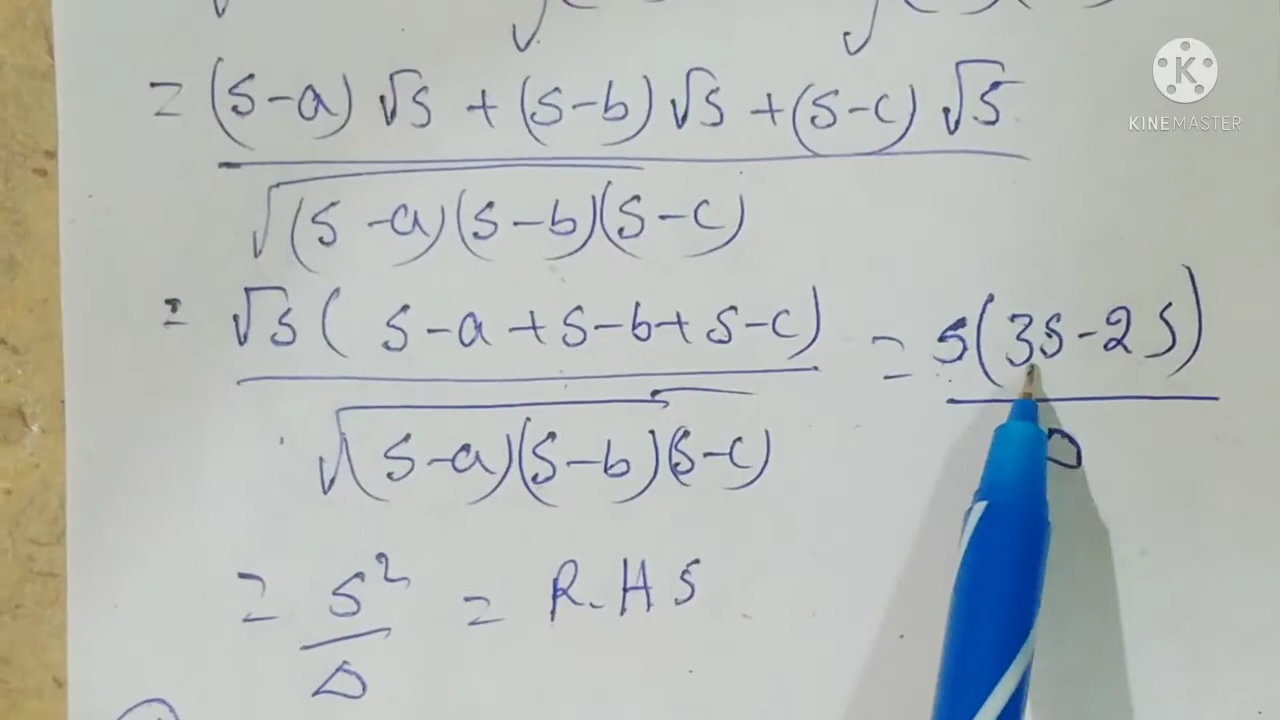 = (s-a) √s + (s-b) √s + (s-c) √s
√(s-a)(s-b)(s-c)
= √s ( s-a+s-b+s-c) = s(3s-2s)
√(s-a)(s-b)(s-c) Δ
= s² = R.H S
Δ
K
KINEMASTER